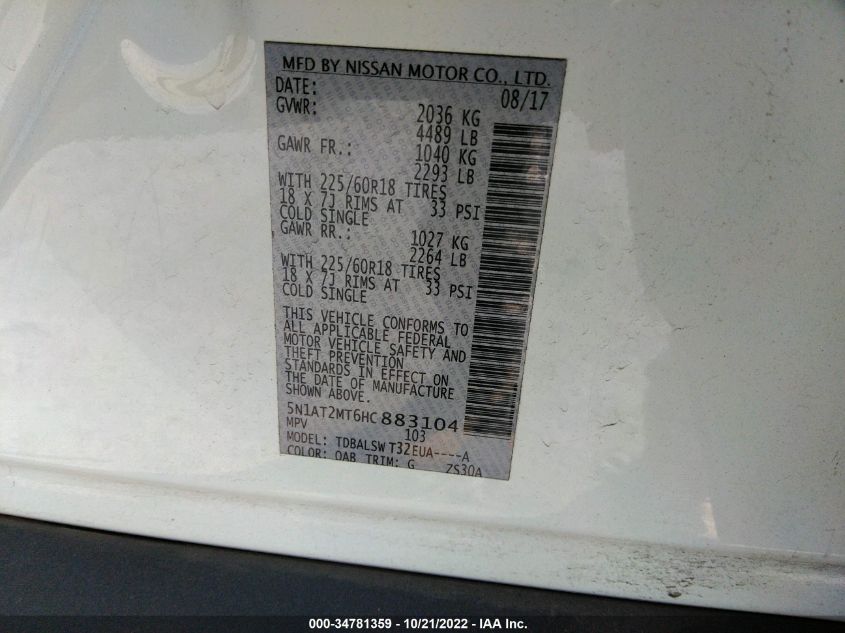 MFD BY NISSAN MOTOR CO., LTD.
DATE: 08/17
GVWR: 2036 KG
4489 LB
GAWR FR.: 1040 KG
2293 LB
WITH 225/60R18 TIRES
18 X 7J RIMS AT 33 PSI
COLD SINGLE
GAWR RR.: 1027 KG
2264 LB
WITH 225/60R18 TIRES
18 X 7J RIMS AT 33 PSI
COLD SINGLE
THIS VEHICLE CONFORMS TO
ALL APPLICABLE FEDERAL
MOTOR VEHICLE SAFETY AND
THEFT PREVENTION
STANDARDS IN EFFECT ON
THE DATE OF MANUFACTURE
SHOWN ABOVE.
5N1AT2MT6HC883104
MPV 103
MODEL: TDBALSW T32EUA----A
COLOR: QAB TRIM: G ZS30A
000-34781359 - 10/21/2022 - IAA Inc.